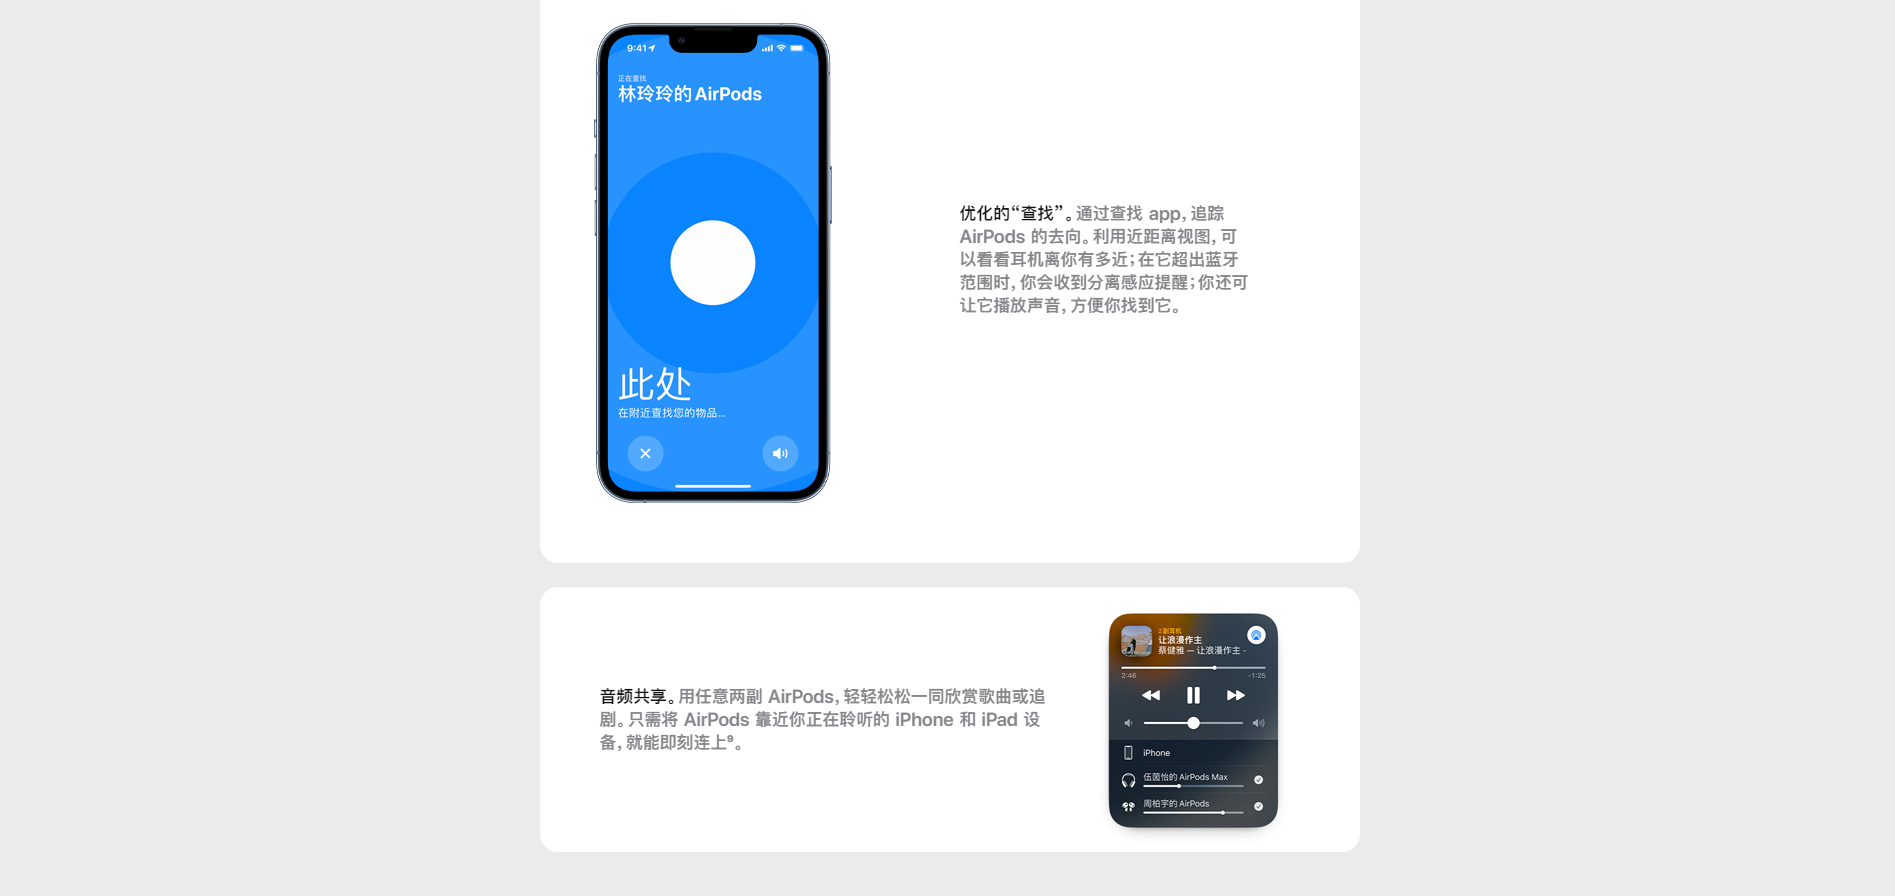 9:41
正在查找
林玲玲的 AirPods
此处
在附近查找您的物品...
优化的“查找”。通过查找 app，追踪
AirPods 的去向。利用近距离视图，可
以看看耳机离你有多近；在它超出蓝牙
范围时，你会收到分离感应提醒；你还可
让它播放声音，方便你找到它。
音频共享。用任意两副 AirPods，轻轻松松一同欣赏歌曲或追
剧。只需将 AirPods 靠近你正在聆听的 iPhone 和 iPad 设
备，就能即刻连上⁹。
2 副耳机
让浪漫作主
蔡健雅 — 让浪漫作主 -
2:46
-1:25
iPhone
伍茵怡的 AirPods Max
周柏宇的 AirPods